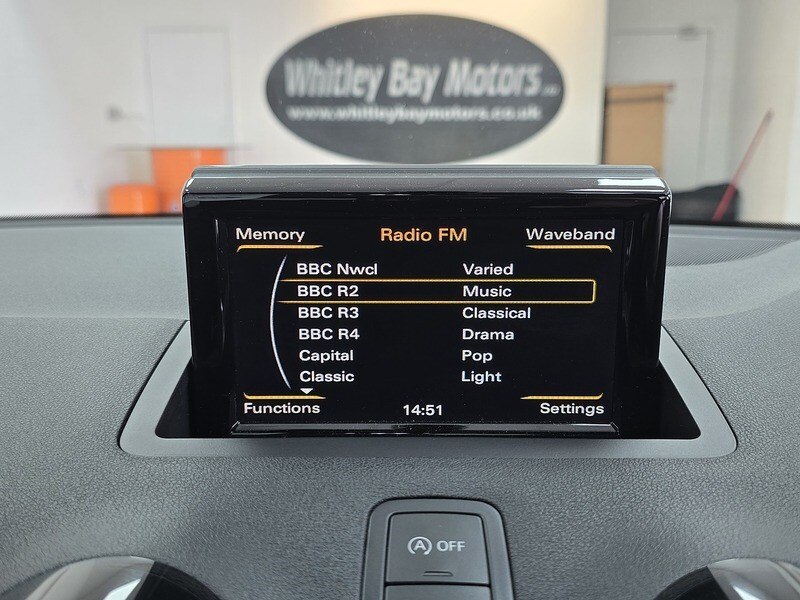 Whitley Bay Motors
www.whitleybaymotors.co.uk
Memory Radio FM Waveband
BBC Nwcl Varied
BBC R2 Music
BBC R3 Classical
BBC R4 Drama
Capital Pop
Classic Light
Functions 14:51 Settings
A OFF